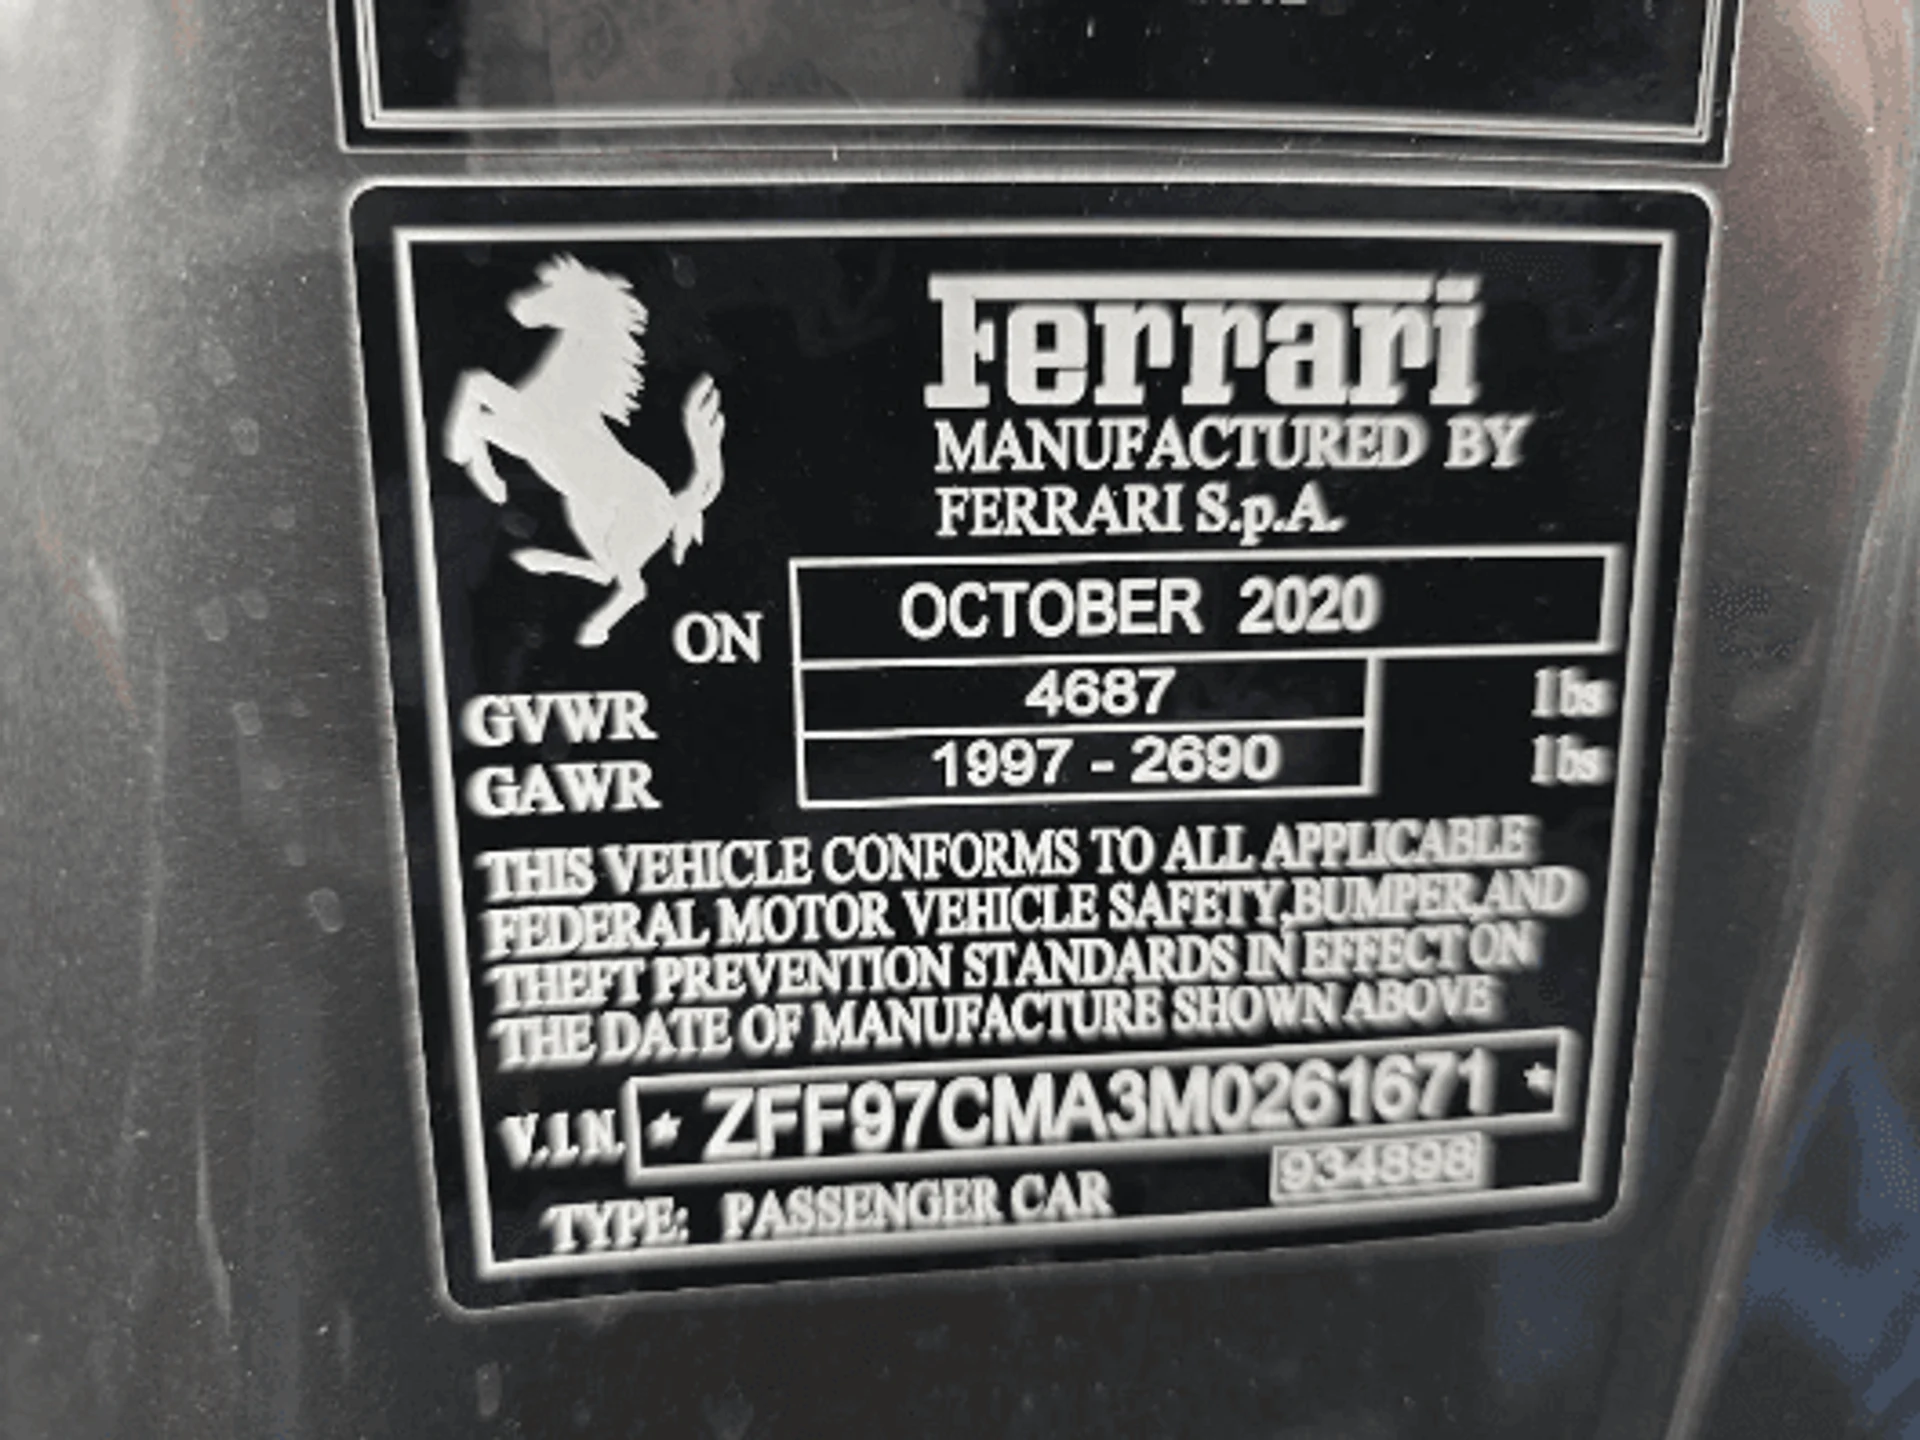 Ferrari
MANUFACTURED BY
FERRARI S.p.A.
ON OCTOBER 2020
GVWR 4687 lbs
GAWR 1997 - 2690 lbs
THIS VEHICLE CONFORMS TO ALL APPLICABLE
FEDERAL MOTOR VEHICLE SAFETY,BUMPER,AND
THEFT PREVENTION STANDARDS IN EFFECT ON
THE DATE OF MANUFACTURE SHOWN ABOVE
V.I.N. * ZFF97CMA3M0261671 *
934898
TYPE: PASSENGER CAR